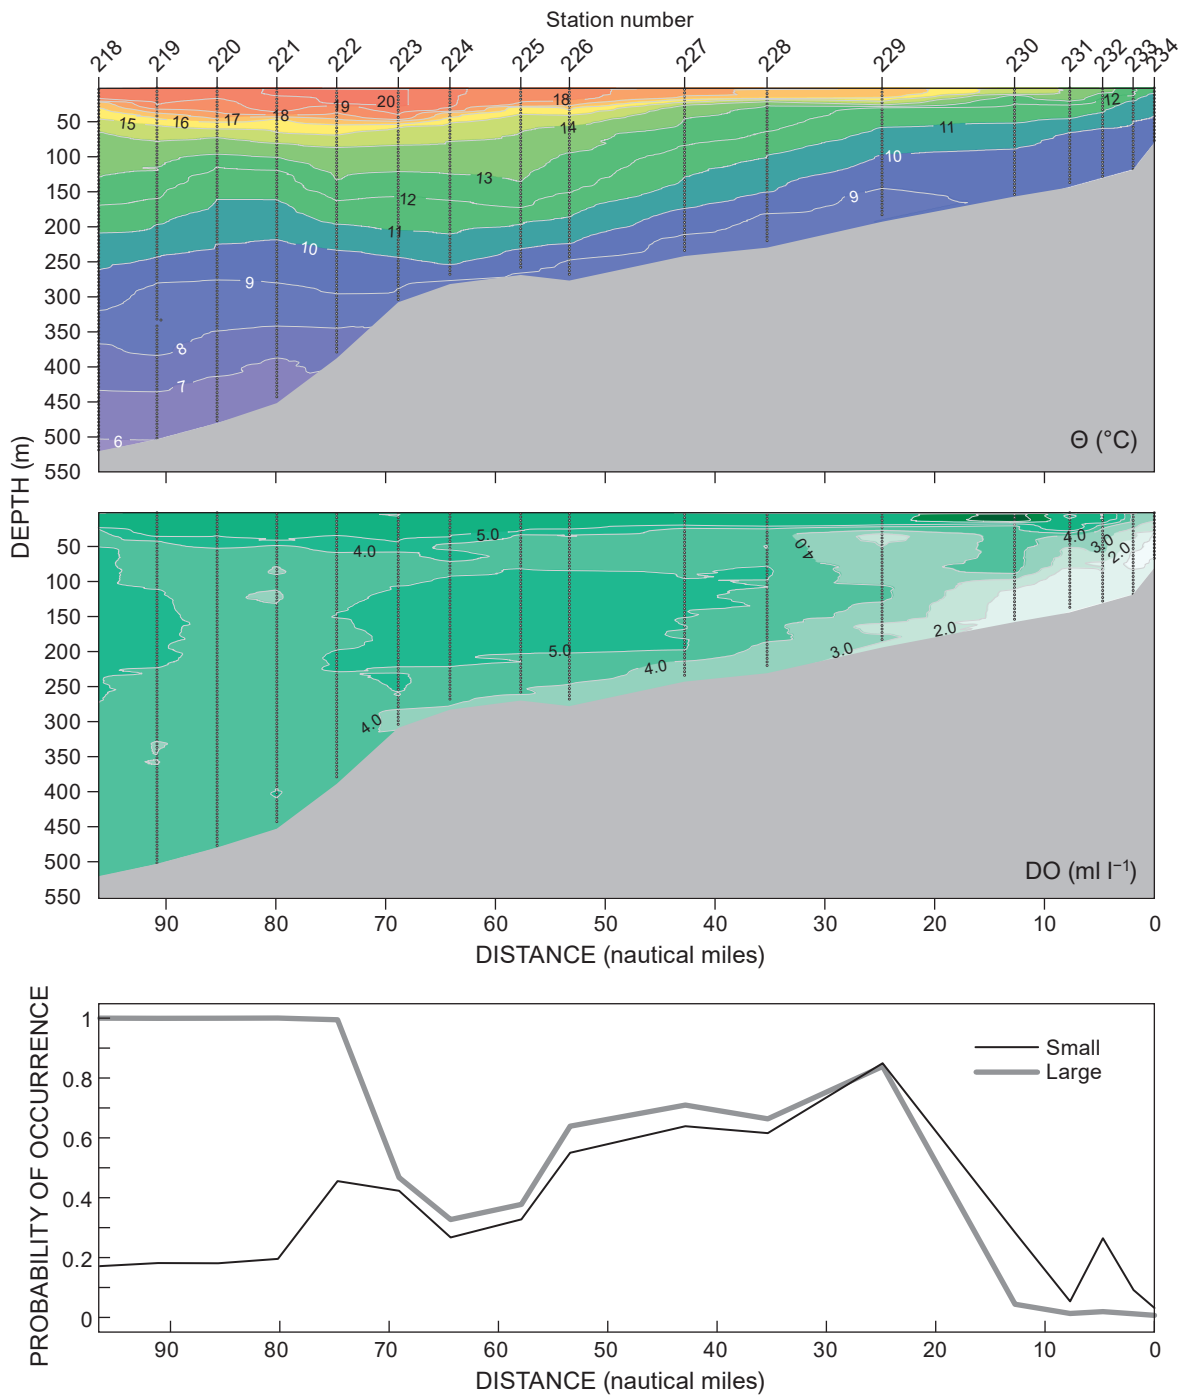 Station number
218 219 220 221 222 223 224 225 226 227 228 229 230 231 232 233 234
DEPTH (m)
50
100
150
200
250
300
350
400
450
500
550
15 16 17 18 19 20 18 14 13 12 11 10 9 8 7 6 12 11 10 9
Θ (°C)
50
100
150
200
250
300
350
400
450
500
550
5.0 4.0 4.0 4.0 3.0 2.0 5.0 4.0 3.0 2.0 4.0
DO (ml l⁻¹)
90 80 70 60 50 40 30 20 10 0
DISTANCE (nautical miles)
PROBABILITY OF OCCURRENCE
1
0.8
0.6
0.4
0.2
0
Small
Large
90 80 70 60 50 40 30 20 10 0
DISTANCE (nautical miles)